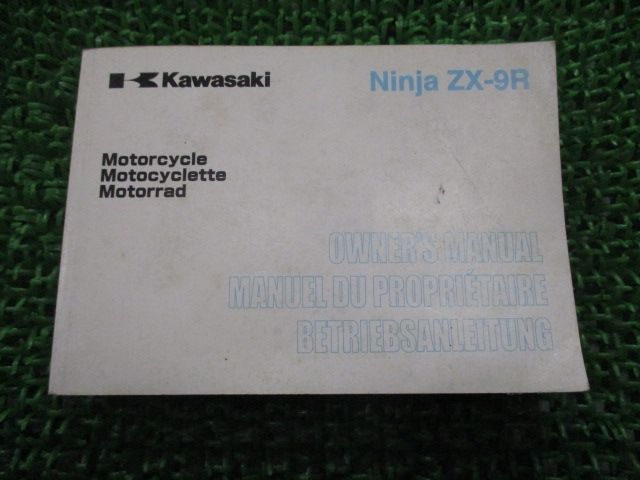 Kawasaki
Ninja ZX-9R
Motorcycle
Motocyclette
Motorrad
OWNER'S MANUAL
MANUEL DU PROPRIÉTAIRE
BETRIEBSANLEITUNG